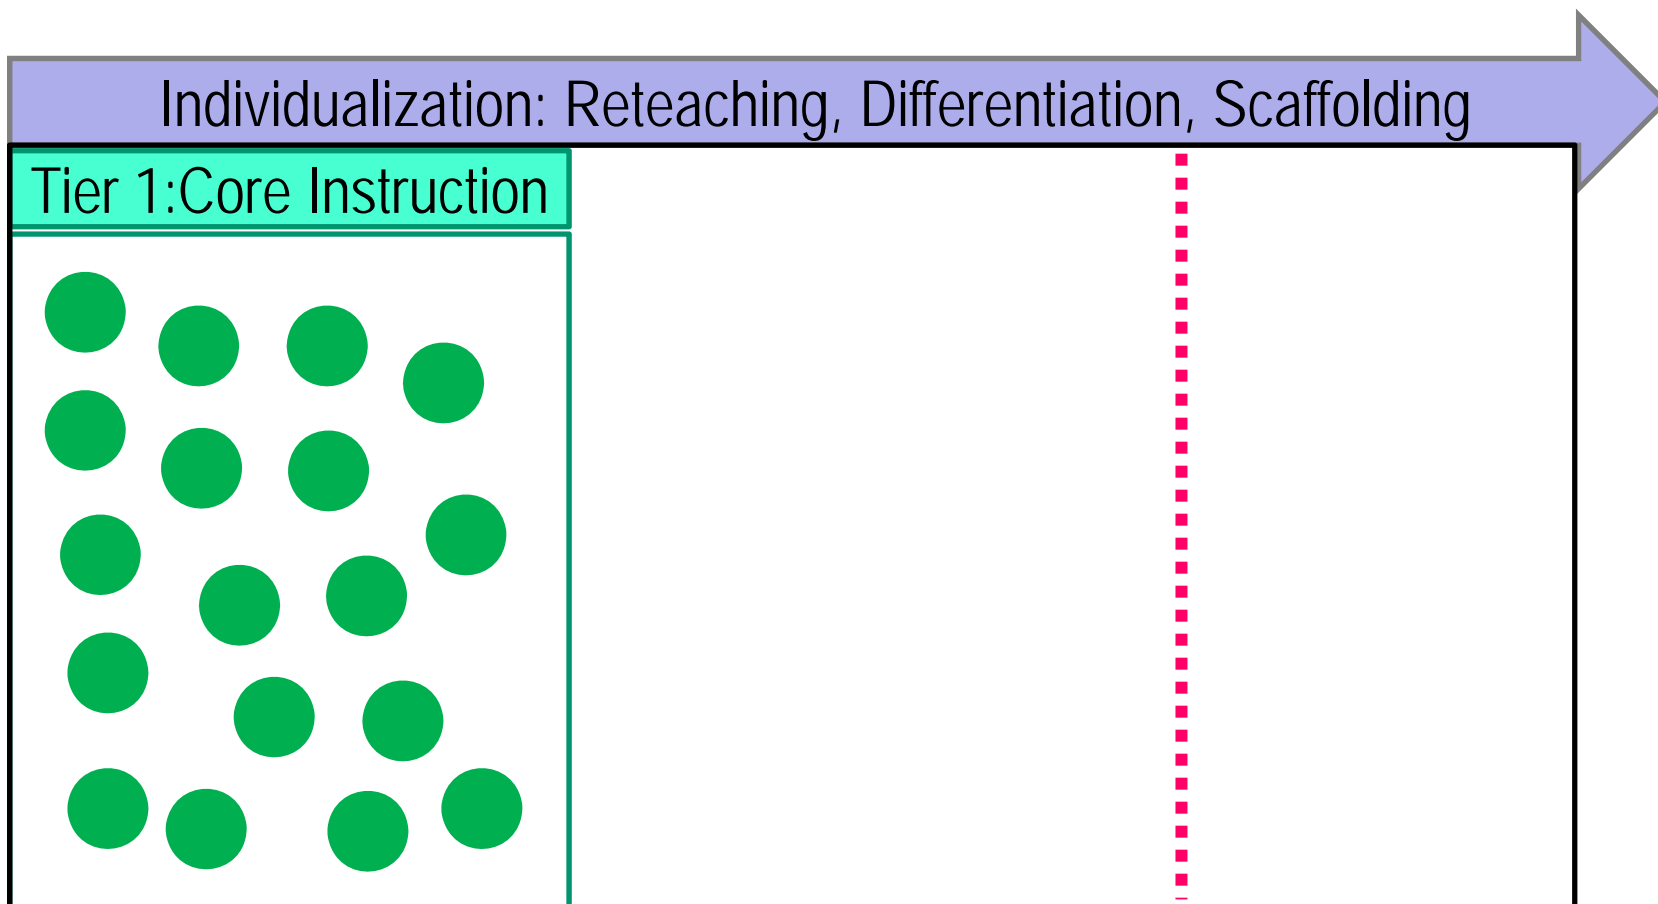 Individualization: Reteaching, Differentiation, Scaffolding
Tier 1:Core Instruction